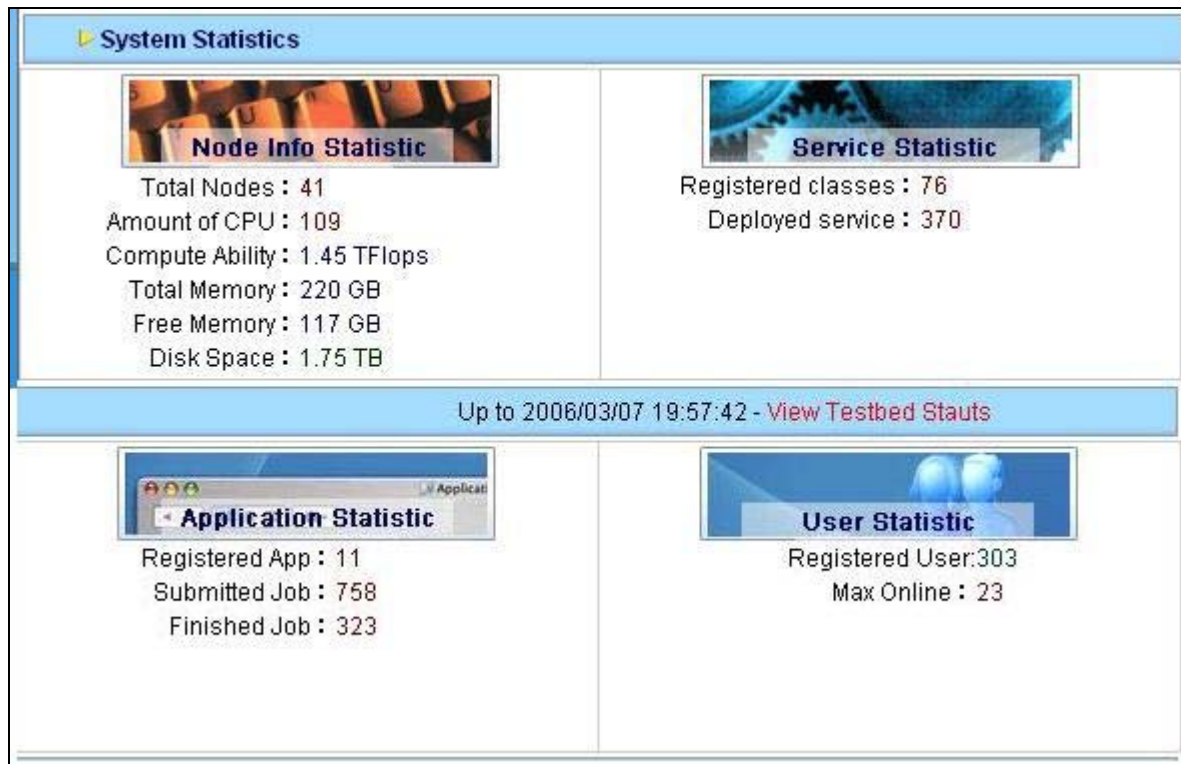 System Statistics
Node Info Statistic
Total Nodes：41
Amount of CPU：109
Compute Ability：1.45 TFlops
Total Memory：220 GB
Free Memory：117 GB
Disk Space：1.75 TB
Service Statistic
Registered classes：76
Deployed service：370
Up to 2006/03/07 19:57:42 - View Testbed Stauts
Application Statistic
Registered App：11
Submitted Job：758
Finished Job：323
User Statistic
Registered User:303
Max Online：23